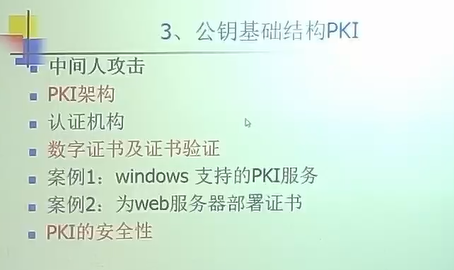 3、公钥基础结构PKI
中间人攻击
PKI架构
认证机构
数字证书及证书验证
案例1：windows 支持的PKI服务
案例2：为web服务器部署证书
PKI的安全性